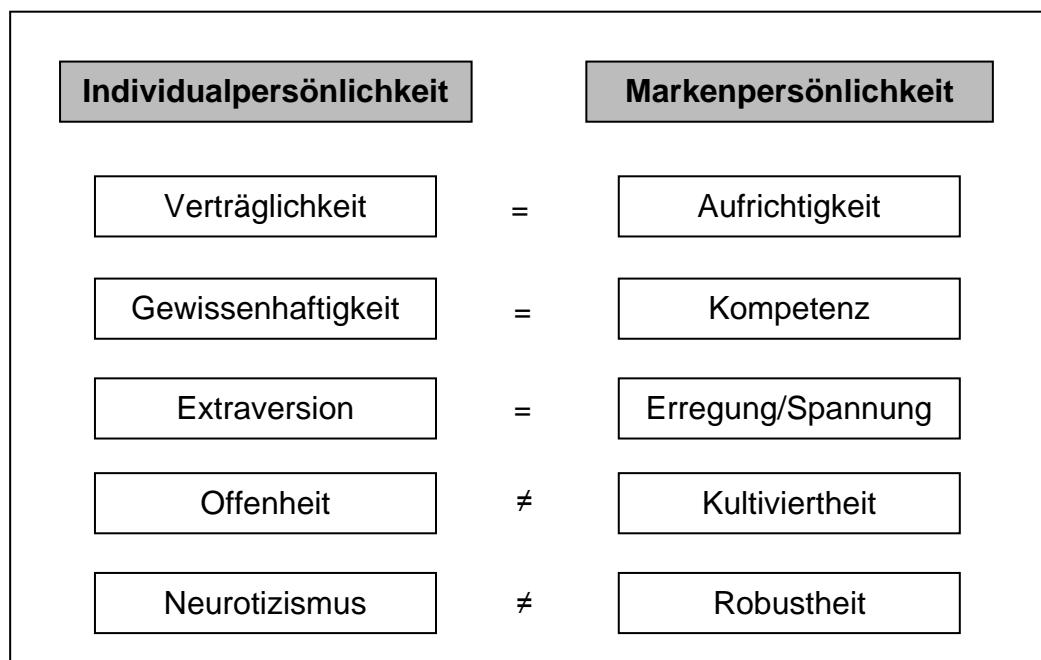 Individualpersönlichkeit Markenpersönlichkeit
Verträglichkeit = Aufrichtigkeit
Gewissenhaftigkeit = Kompetenz
Extraversion = Erregung/Spannung
Offenheit ≠ Kultiviertheit
Neurotizismus ≠ Robustheit